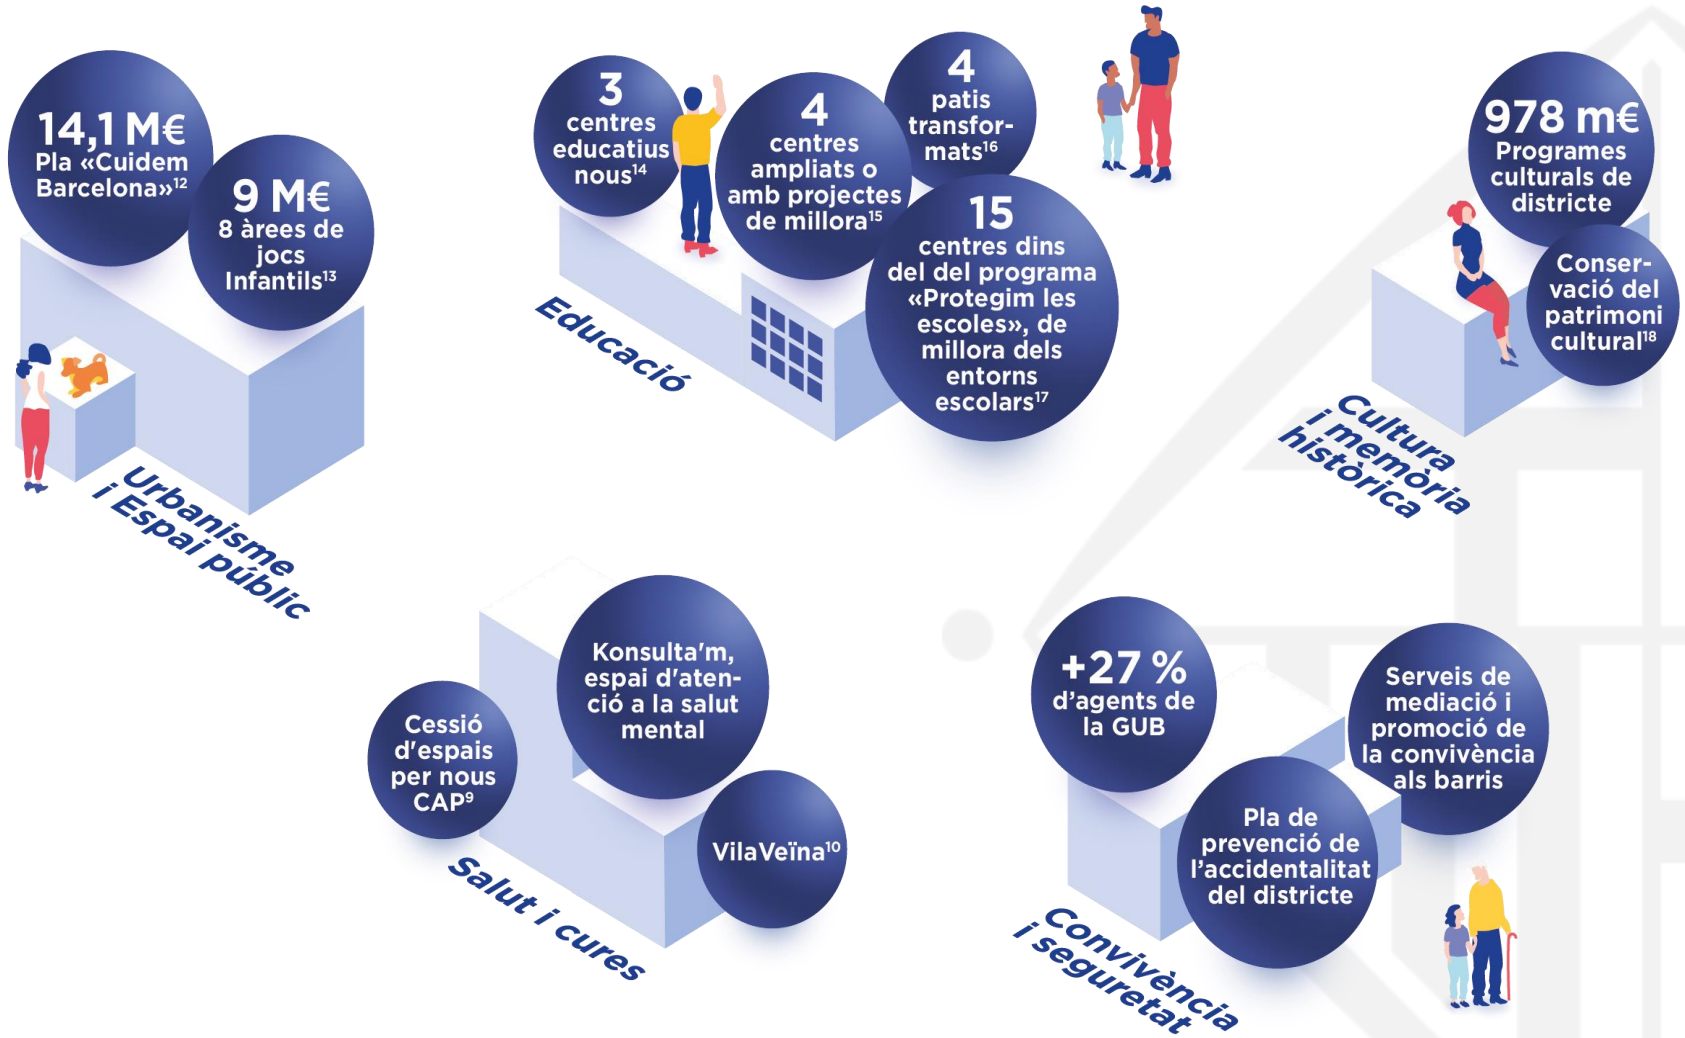 14,1 M€
Pla «Cuidem
Barcelona»¹²
9 M€
8 àrees de
jocs
Infantils¹³
Urbanisme
i Espai públic
3
centres
educatius
nous¹⁴
4
centres
ampliats o
amb projectes
de millora¹⁵
4
patis
transfor-
mats¹⁶
15
centres dins
del del programa
«Protegim les
escoles», de
millora dels
entorns
escolars¹⁷
Educació
978 m€
Programes
culturals de
districte
Conser-
vació del
patrimoni
cultural¹⁸
Cultura
i memòria
històrica
Cessió
d'espais
per nous
CAP⁹
Konsulta'm,
espai d'aten-
ció a la salut
mental
VilaVeïna¹⁰
Salut i cures
+27 %
d’agents de
la GUB
Pla de
prevenció de
l’accidentalitat
del districte
Serveis de
mediació i
promoció de
la convivència
als barris
Convivència
i seguretat